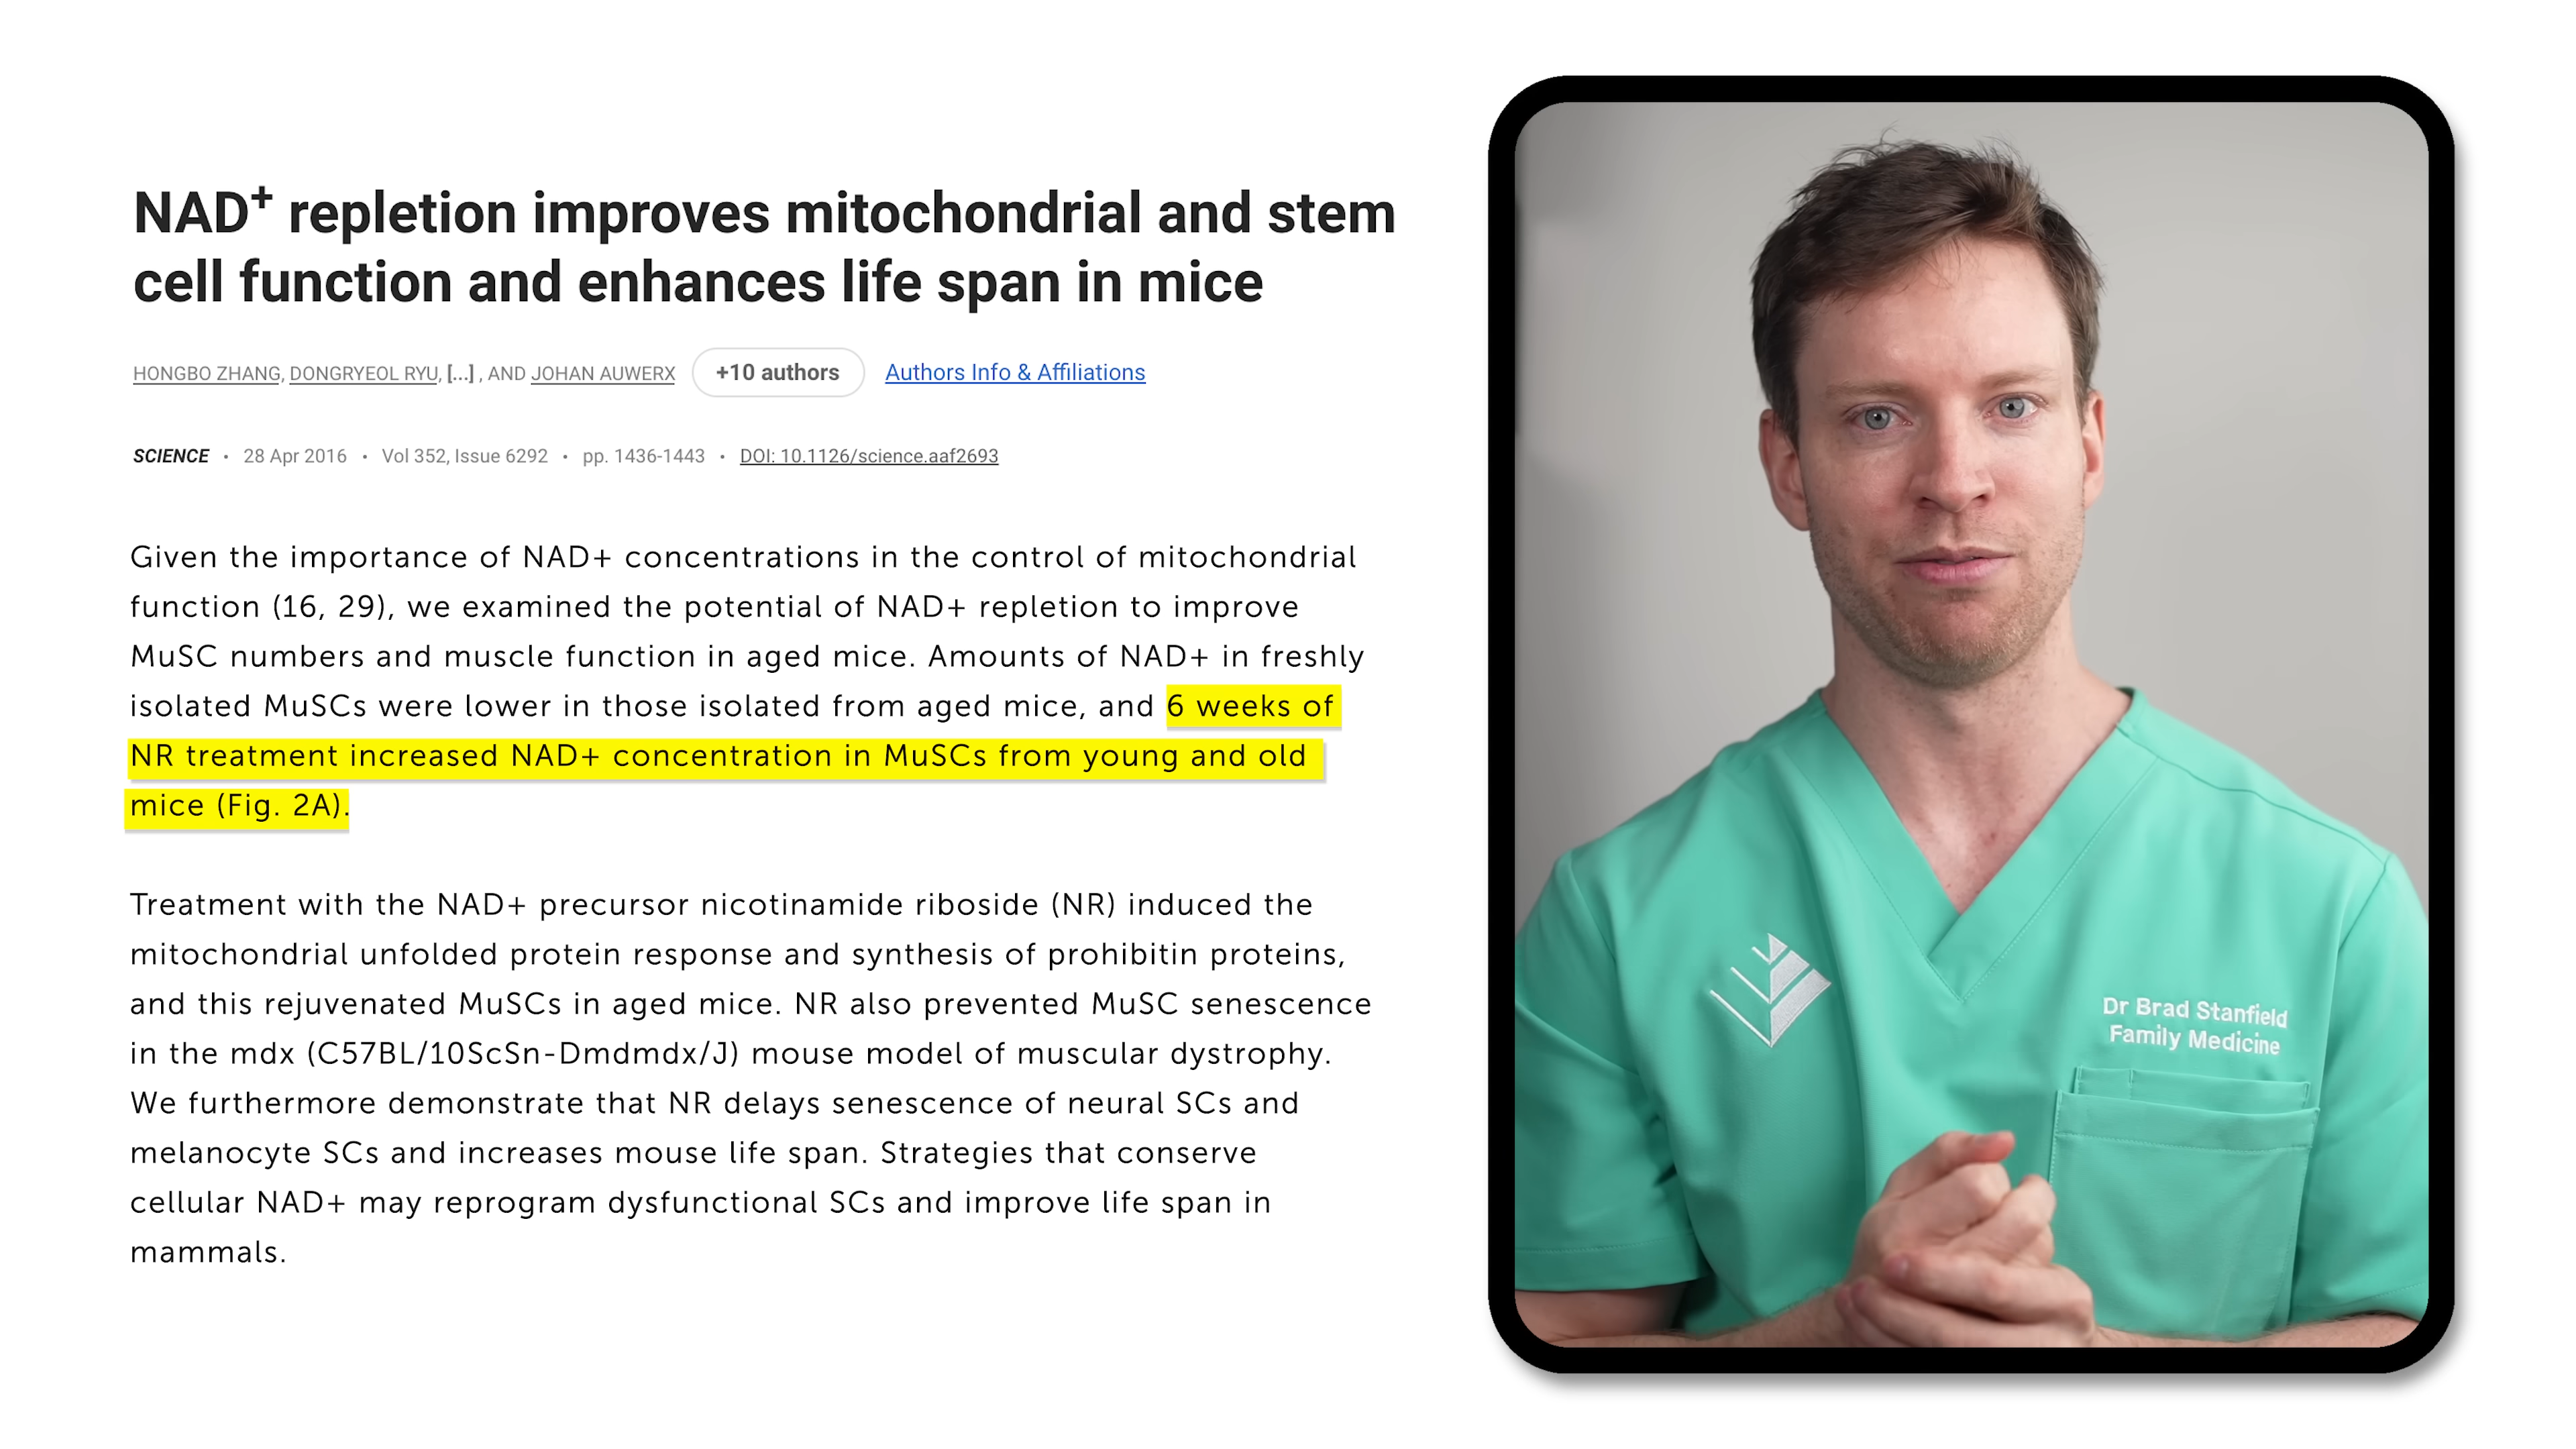 NAD+ repletion improves mitochondrial and stem
cell function and enhances life span in mice
HONGBO ZHANG, DONGRYEOL RYU, [...] , AND JOHAN AUWERX +10 authors Authors Info & Affiliations
SCIENCE • 28 Apr 2016 • Vol 352, Issue 6292 • pp. 1436-1443 • DOI: 10.1126/science.aaf2693
Given the importance of NAD+ concentrations in the control of mitochondrial
function (16, 29), we examined the potential of NAD+ repletion to improve
MuSC numbers and muscle function in aged mice. Amounts of NAD+ in freshly
isolated MuSCs were lower in those isolated from aged mice, and 6 weeks of
NR treatment increased NAD+ concentration in MuSCs from young and old
mice (Fig. 2A).
Treatment with the NAD+ precursor nicotinamide riboside (NR) induced the
mitochondrial unfolded protein response and synthesis of prohibitin proteins,
and this rejuvenated MuSCs in aged mice. NR also prevented MuSC senescence
in the mdx (C57BL/10ScSn-Dmdmdx/J) mouse model of muscular dystrophy.
We furthermore demonstrate that NR delays senescence of neural SCs and
melanocyte SCs and increases mouse life span. Strategies that conserve
cellular NAD+ may reprogram dysfunctional SCs and improve life span in
mammals.
Dr Brad Stanfield
Family Medicine